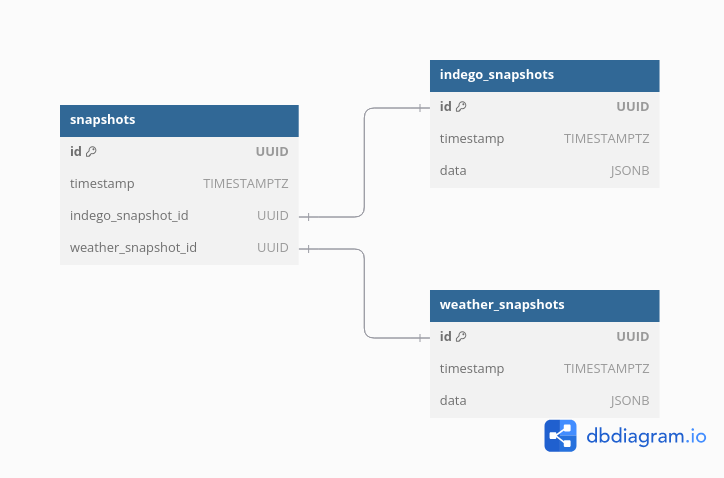 snapshots
id UUID
timestamp TIMESTAMPTZ
indego_snapshot_id UUID
weather_snapshot_id UUID
indego_snapshots
id UUID
timestamp TIMESTAMPTZ
data JSONB
weather_snapshots
id UUID
timestamp TIMESTAMPTZ
data JSONB
dbdiagram.io